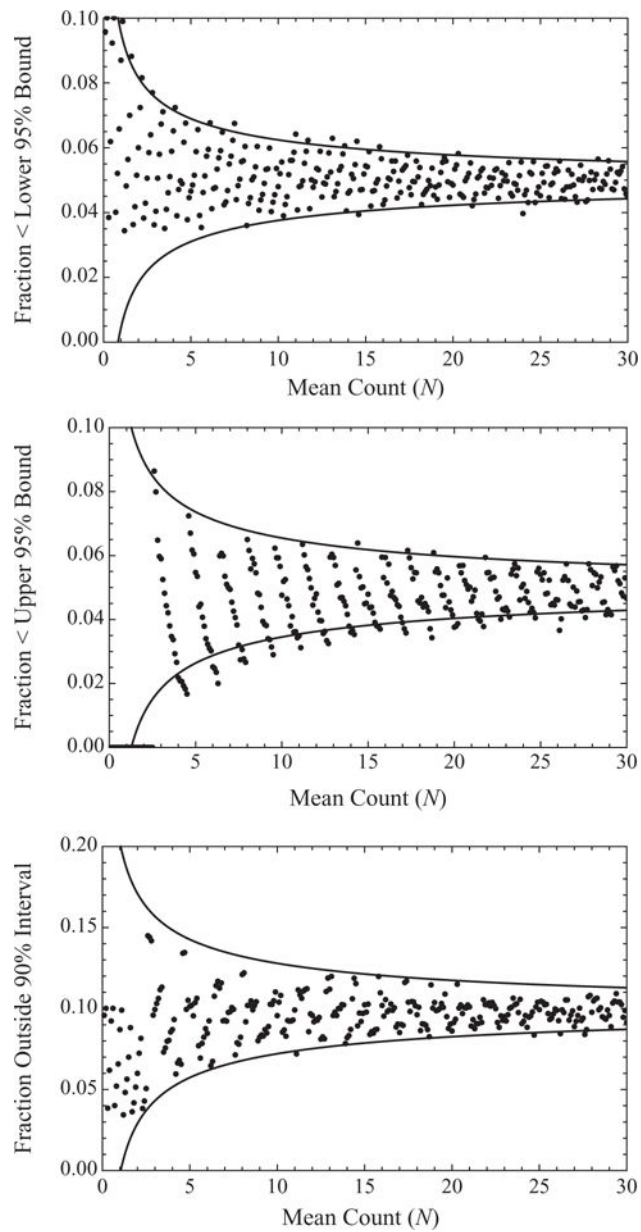 0.10
0.08
0.06
0.04
0.02
0.00
Fraction < Lower 95% Bound
0 5 10 15 20 25 30
Mean Count (N)
0.10
0.08
0.06
0.04
0.02
0.00
Fraction < Upper 95% Bound
0 5 10 15 20 25 30
Mean Count (N)
0.20
0.15
0.10
0.05
0.00
Fraction Outside 90% Interval
0 5 10 15 20 25 30
Mean Count (N)